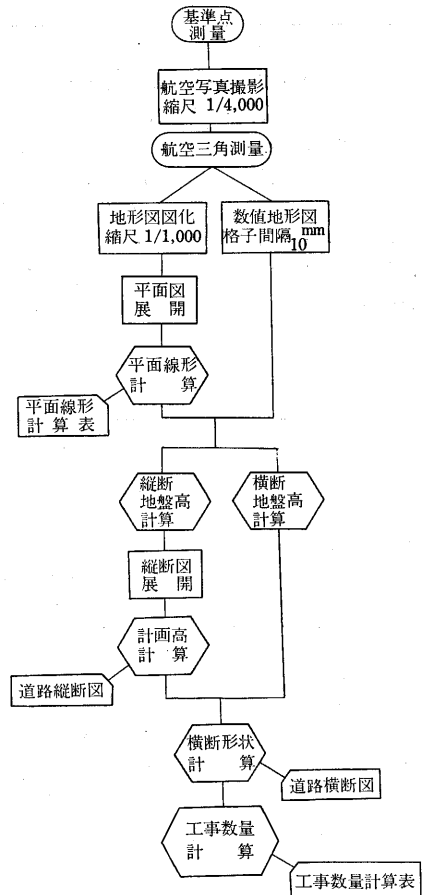 基準点
測量
航空写真撮影
縮尺 1/4,000
航空三角測量
地形図図化
縮尺 1/1,000
数値地形図
格子間隔10mm
平面図
展開
平面線形
計算
平面線形
計算表
縦断
地盤高
計算
横断
地盤高
計算
縦断図
展開
計画高
計算
道路縦断図
横断形状
計算
道路横断図
工事数量
計算
工事数量計算表